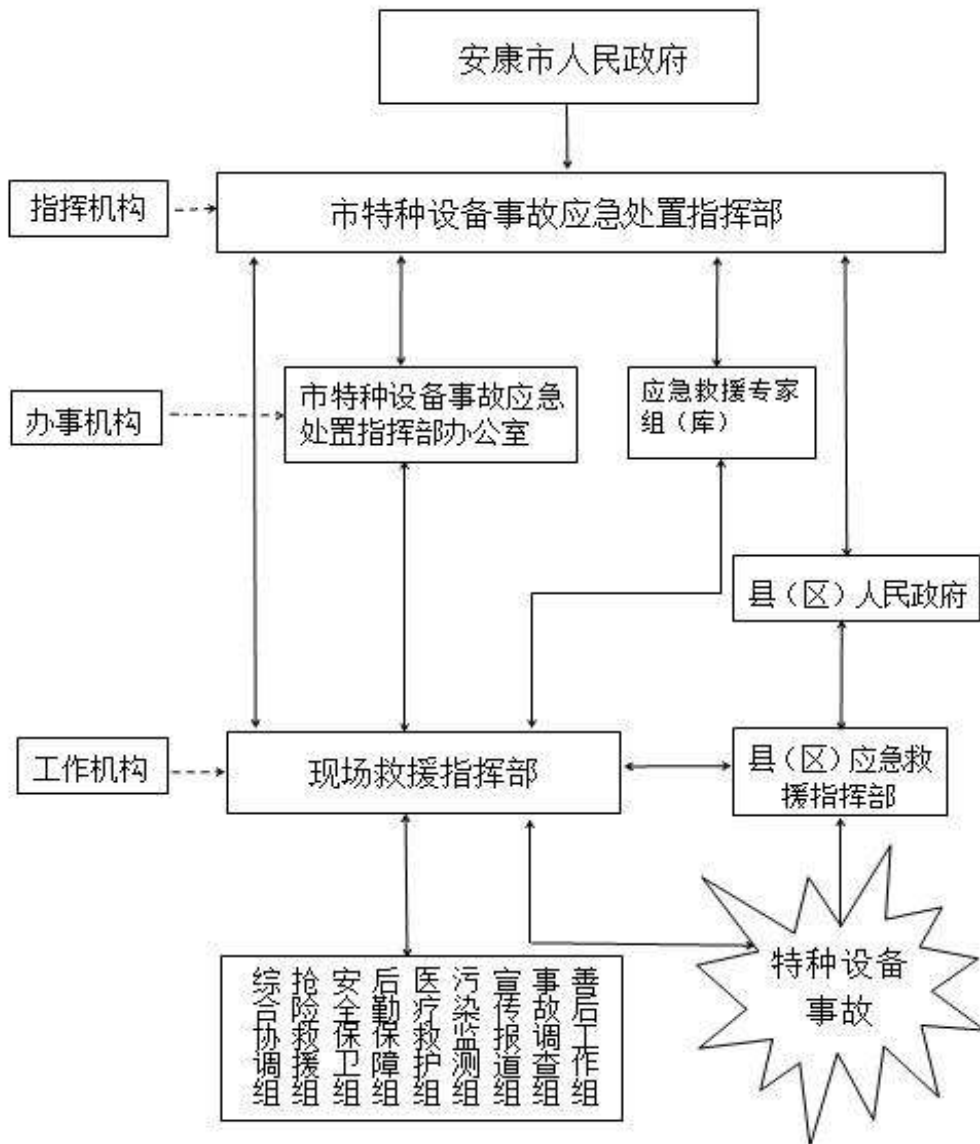 安康市人民政府
指挥机构
市特种设备事故应急处置指挥部
办事机构
市特种设备事故应急
处置指挥部办公室
应急救援专家
组（库）
县（区）人民政府
工作机构
现场救援指挥部
县（区）应急救
援指挥部
综合协调组
抢险救援组
安全保卫组
后勤保障组
医疗救护组
污染监测组
宣传报道组
事故调查组
善后工作组
特种设备
事故